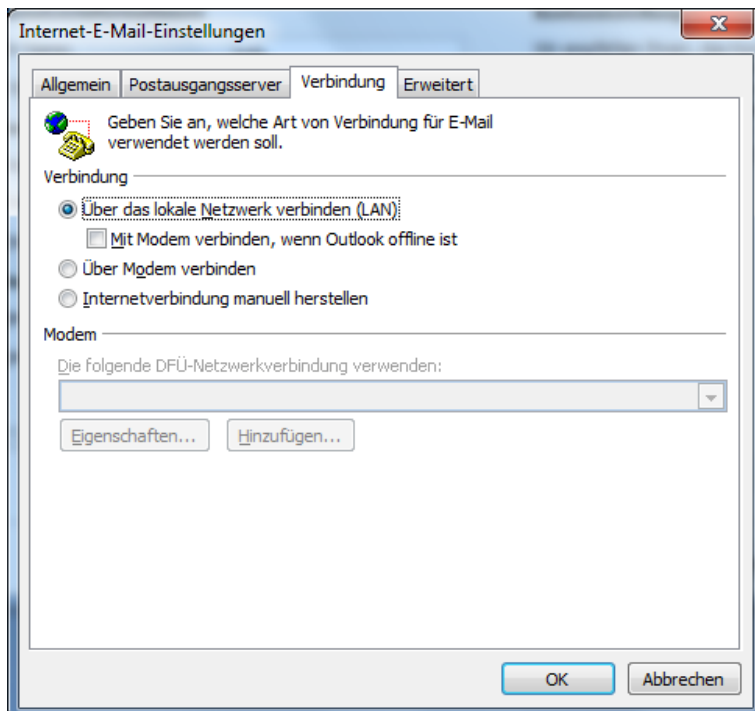 Internet-E-Mail-Einstellungen
Allgemein Postausgangsserver Verbindung Erweitert
Geben Sie an, welche Art von Verbindung für E-Mail
verwendet werden soll.
Verbindung
Über das lokale Netzwerk verbinden (LAN)
Mit Modem verbinden, wenn Outlook offline ist
Über Modem verbinden
Internetverbindung manuell herstellen
Modem
Die folgende DFÜ-Netzwerkverbindung verwenden:
Eigenschaften... Hinzufügen...
OK Abbrechen